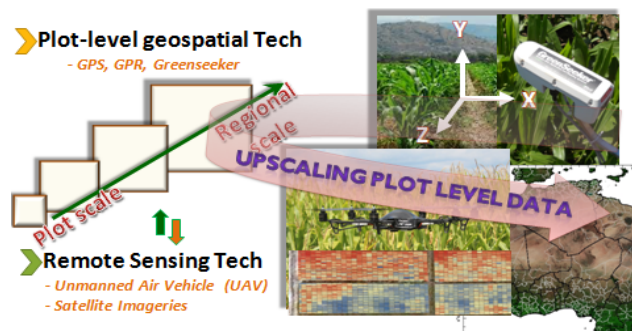 Plot-level geospatial Tech
- GPS, GPR, Greenseeker
Plot scale
Regional
scale
Remote Sensing Tech
- Unmanned Air Vehicle (UAV)
- Satellite Imageries
Y
X
Z
GreenSeeker
UPSCALING PLOT LEVEL DATA